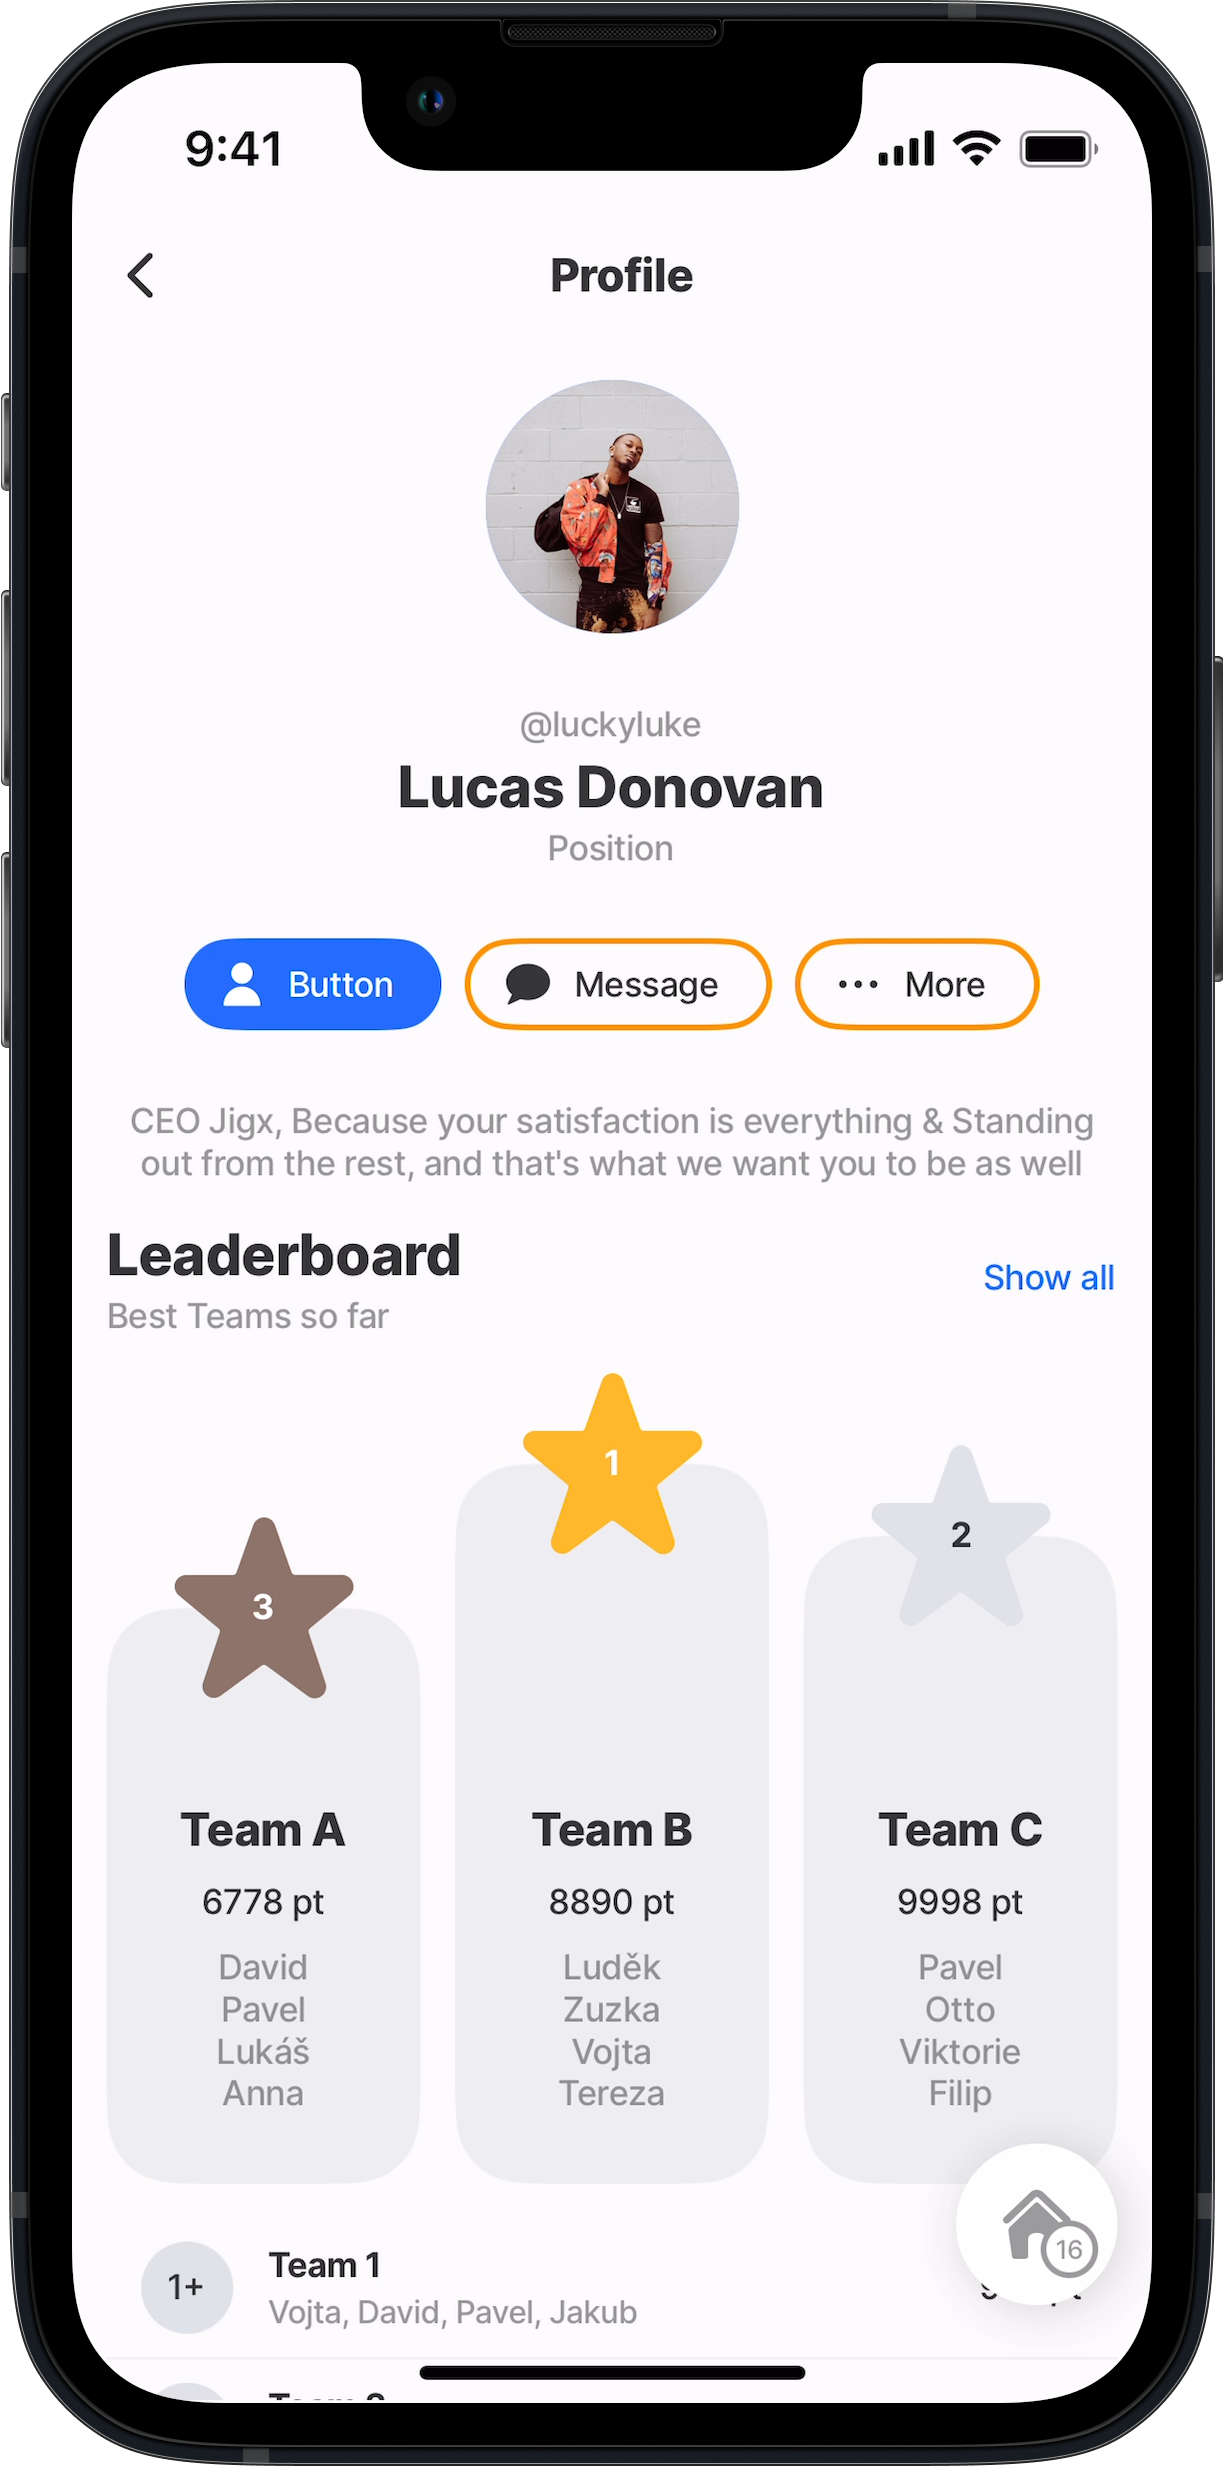 9:41
Profile
@luckyluke
Lucas Donovan
Position
Button
Message
More
CEO Jigx, Because your satisfaction is everything & Standing
out from the rest, and that's what we want you to be as well
Leaderboard
Show all
Best Teams so far
1
2
3
Team A
6778 pt
David
Pavel
Lukáš
Anna
Team B
8890 pt
Luděk
Zuzka
Vojta
Tereza
Team C
9998 pt
Pavel
Otto
Viktorie
Filip
16
1+
Team 1
Vojta, David, Pavel, Jakub